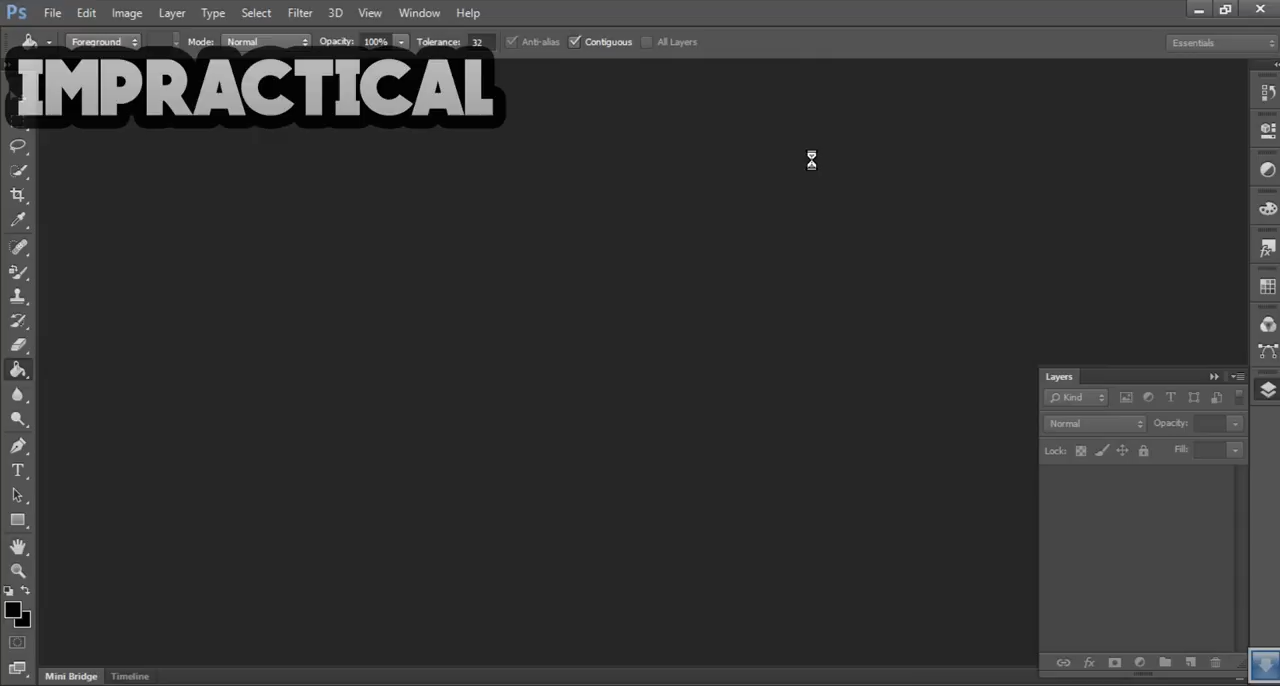 Ps File Edit Image Layer Type Select Filter 3D View Window Help
Foreground Mode: Normal Opacity: 100% Tolerance: 32 Anti-alias Contiguous All Layers Essentials
IMPRACTICAL
Layers
Kind
Normal Opacity:
Lock: Fill:
Mini Bridge Timeline